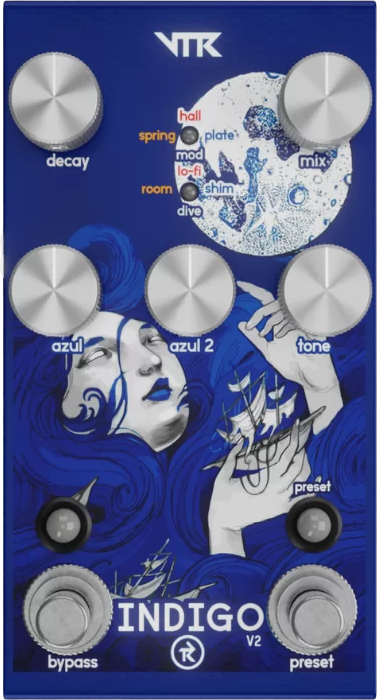 VTR
decay
mix
hall
spring
plate
mod
lo-fi
room
shim
dive
azul
azul 2
tone
preset
INDIGO
V2
bypass
preset